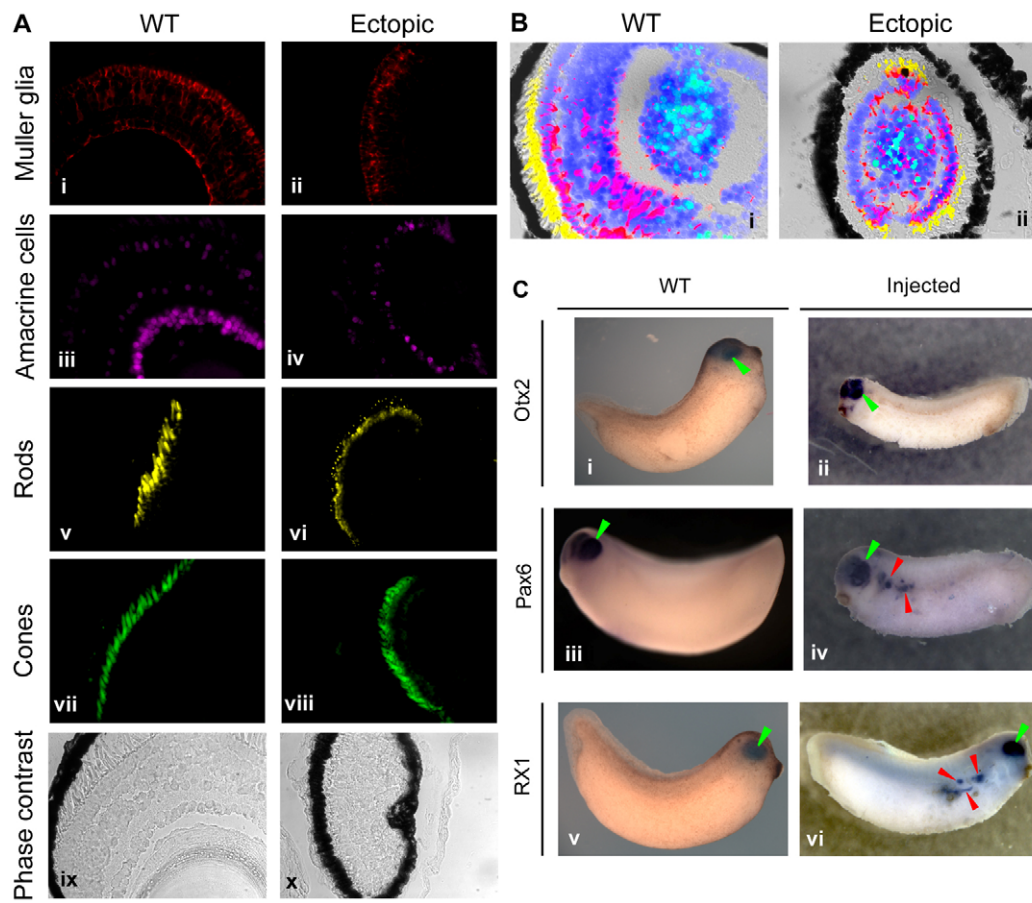 A
WT
Ectopic
Muller glia
i
ii
Amacrine cells
iii
iv
Rods
v
vi
Cones
vii
viii
Phase contrast
ix
x
B
WT
Ectopic
i
ii
C
WT
Injected
Otx2
i
ii
Pax6
iii
iv
RX1
v
vi